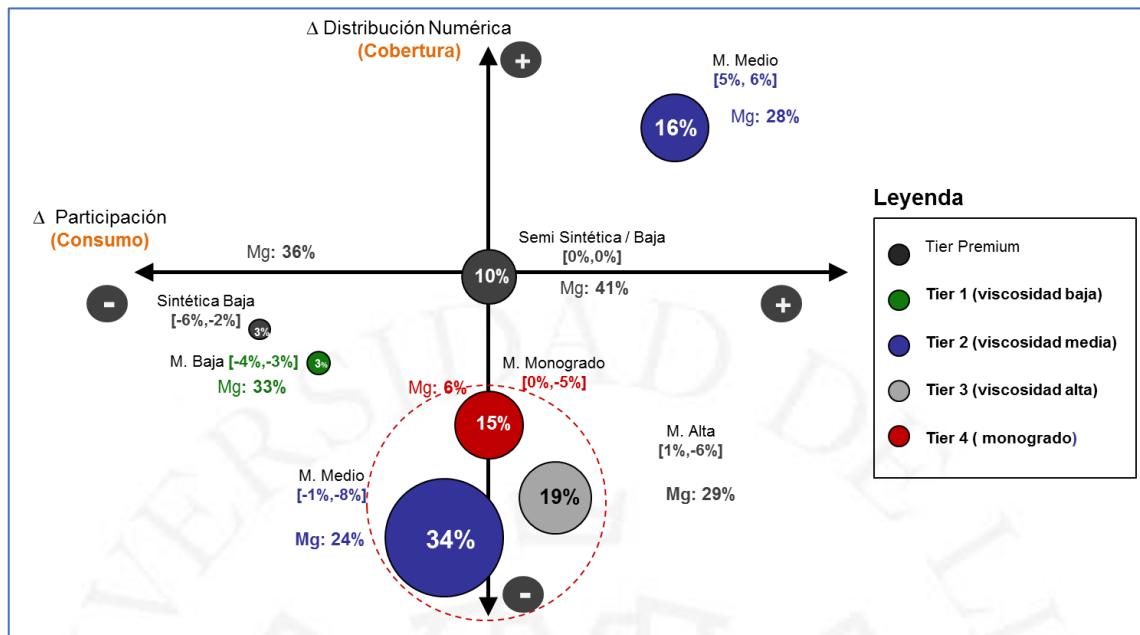 Δ Distribución Numérica
(Cobertura)
+
M. Medio
[5%, 6%]
Mg: 28%
16%
Δ Participación
(Consumo)
Mg: 36%
Semi Sintética / Baja
[0%,0%]
10%
Mg: 41%
-
+
Sintética Baja
[-6%,-2%]
3%
M. Baja [-4%,-3%]
3%
Mg: 33%
M. Monogrado
[0%,-5%]
Mg: 6%
15%
M. Alta
[1%,-6%]
Mg: 29%
19%
M. Medio
[-1%,-8%]
Mg: 24%
34%
-
Leyenda
Tier Premium
Tier 1 (viscosidad baja)
Tier 2 (viscosidad media)
Tier 3 (viscosidad alta)
Tier 4 ( monogrado)
VERSIDAD DE LI